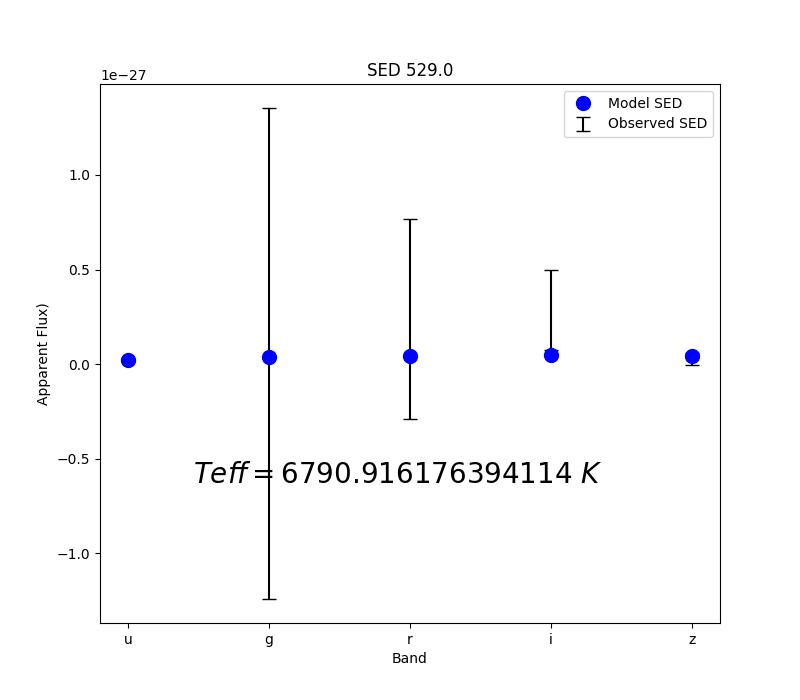 SED 529.0
1e−27
Model SED
Observed SED
1.0
0.5
0.0
−0.5
−1.0
Apparent Flux)
Teff = 6790.916176394114 K
u g r i z
Band